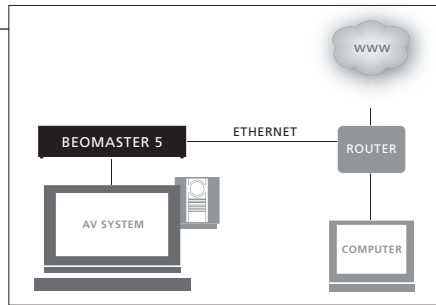 WWW
ETHERNET
BEOMASTER 5
ROUTER
AV SYSTEM
COMPUTER